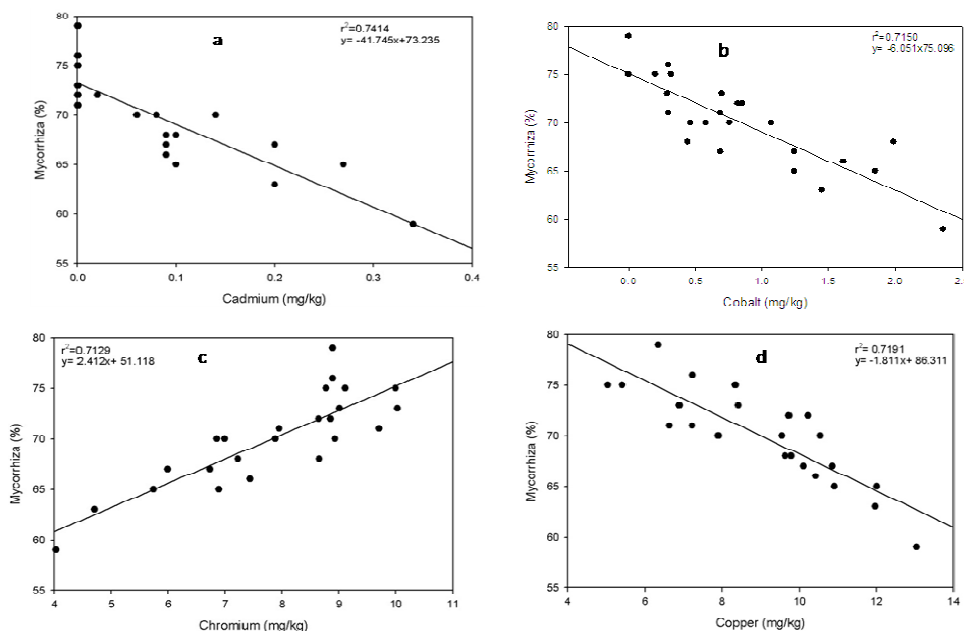 80
75
70
65
60
55
Mycorrhiza (%)
a
r²=0.7414
y= -41.745x+73.235
0.0 0.1 0.2 0.3 0.4
Cadmium (mg/kg)
80
75
70
65
60
55
Mycorrhiza (%)
b
r²=0.7150
y= -6.051x75.096
0.0 0.5 1.0 1.5 2.0 2.
Cobalt (mg/kg)
80
75
70
65
60
55
Mycorrhiza (%)
r²=0.7129
y= 2.412x+ 51.118
c
4 5 6 7 8 9 10 11
Chromium (mg/kg)
80
75
70
65
60
55
Mycorrhiza (%)
d
r²= 0.7191
y= -1.811x+ 86.311
4 6 8 10 12 14
Copper (mg/kg)